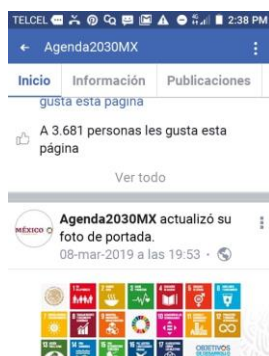 TELCEL 2:38 PM
Agenda2030MX
Inicio Información Publicaciones
gusta esta página
A 3.681 personas les gusta esta
página
Ver todo
MÉXICO
Agenda2030MX actualizó su
foto de portada.
08-mar-2019 a las 19:53
OBJETIVOS